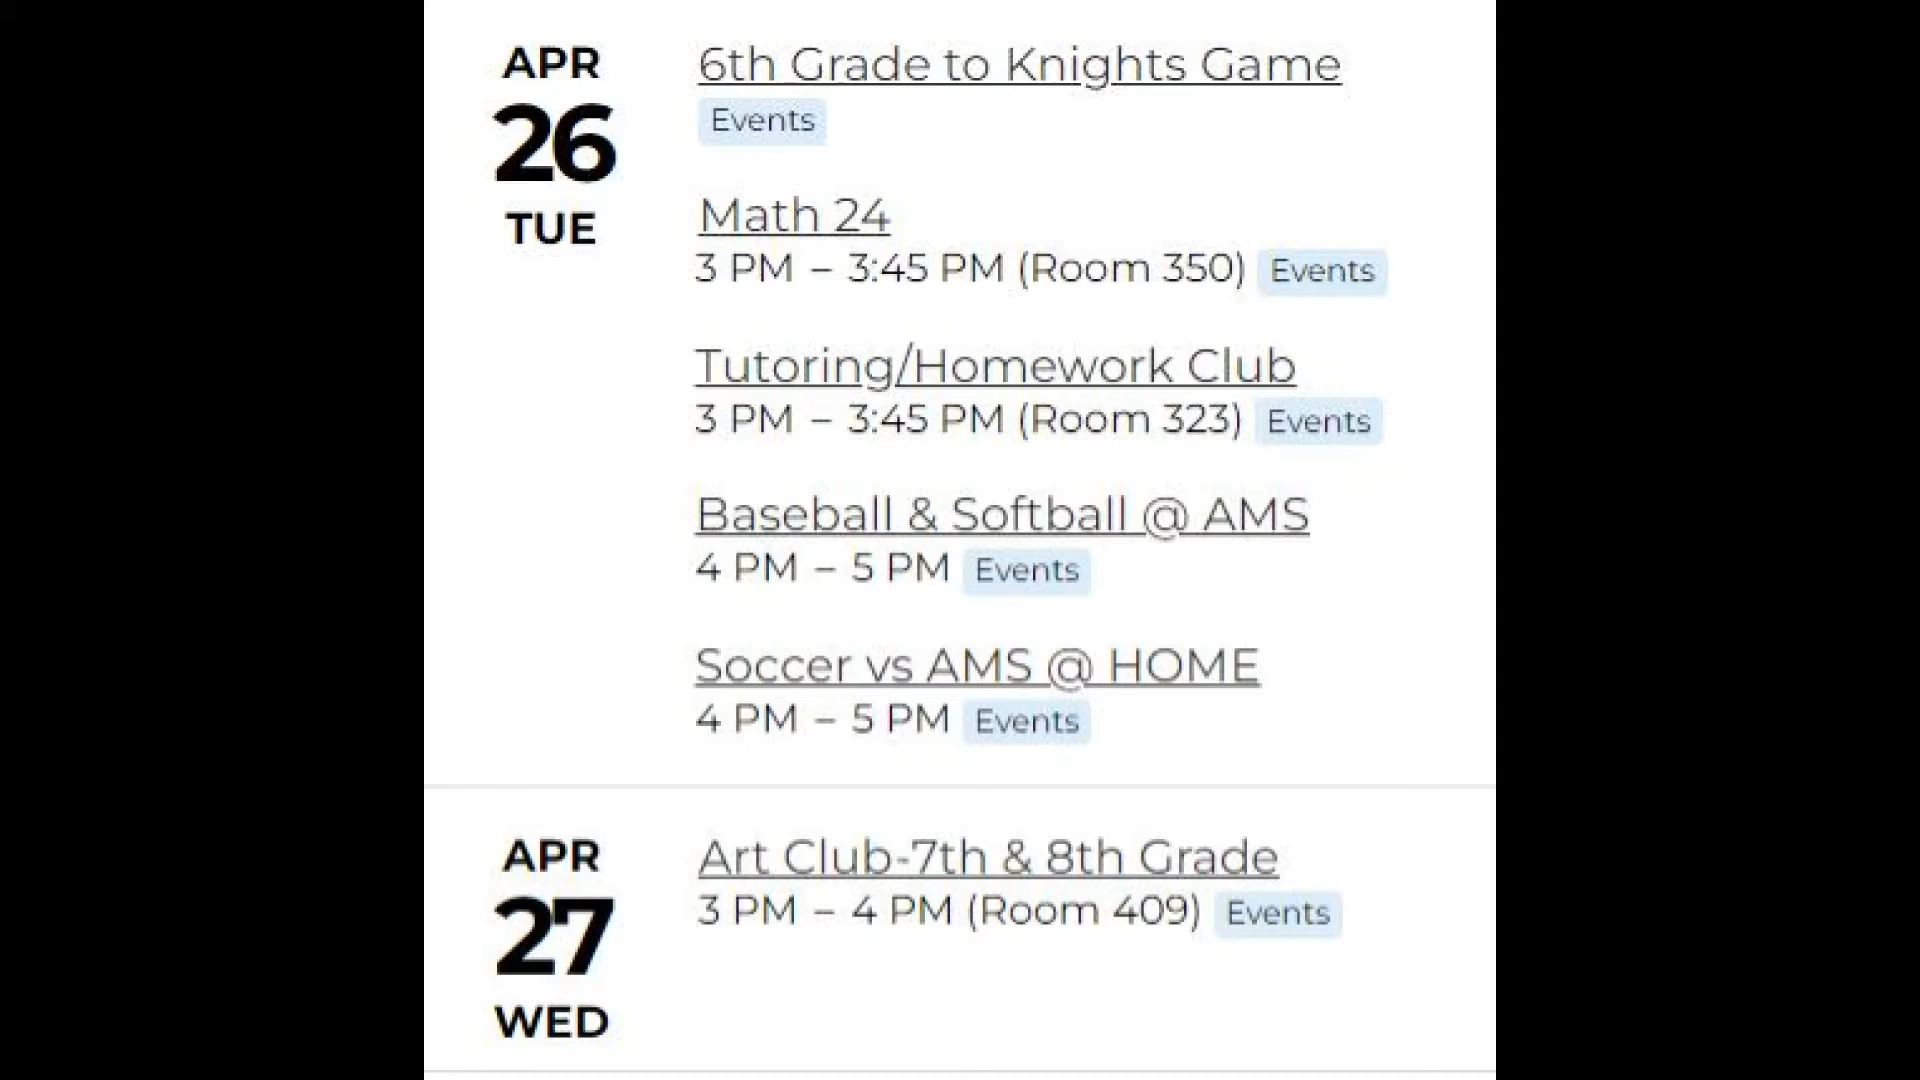 APR
26
TUE
6th Grade to Knights Game
Events
Math 24
3 PM – 3:45 PM (Room 350) Events
Tutoring/Homework Club
3 PM – 3:45 PM (Room 323) Events
Baseball & Softball @ AMS
4 PM – 5 PM Events
Soccer vs AMS @ HOME
4 PM – 5 PM Events
APR
27
WED
Art Club-7th & 8th Grade
3 PM – 4 PM (Room 409) Events